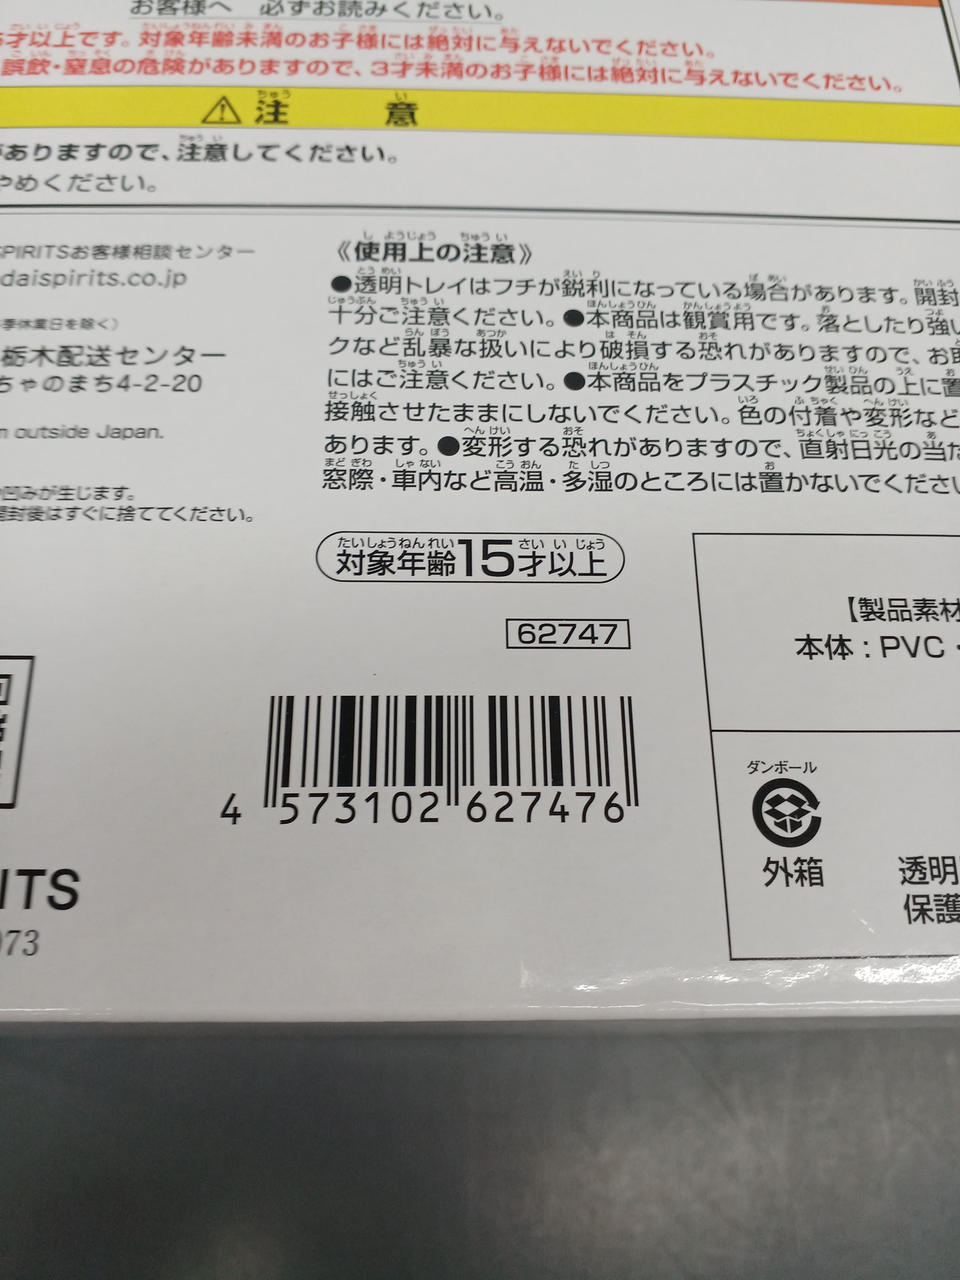 お客様へ 必ずお読みください。
才以上です。対象年齢未満のお子様には絶対に与えないでください。
誤飲・窒息の危険がありますので、3才未満のお子様には絶対に与えないでください。
注意
がありますので、注意してください。
やめください。
SPIRITSお客様相談センター
daispirits.co.jp
季休業日を除く)
栃木配送センター
ちゃのまち4-2-20
outside Japan.
凹みが生じます。
開封後はすぐに捨ててください。
《使用上の注意》
●透明トレイはフチが鋭利になっている場合があります。開封
十分ご注意ください。●本商品は観賞用です。落としたり強い
クなど乱暴な扱いにより破損する恐れがありますので、お取
にはご注意ください。●本商品をプラスチック製品の上に置
接触させたままにしないでください。色の付着や変形など
あります。●変形する恐れがありますので、直射日光の当た
窓際・車内など高温・多湿のところには置かないでください
対象年齢15才以上
62747
4 573102 627476
【製品素材
本体:PVC・
ダンボール
外箱
透明
保護
ITS
073